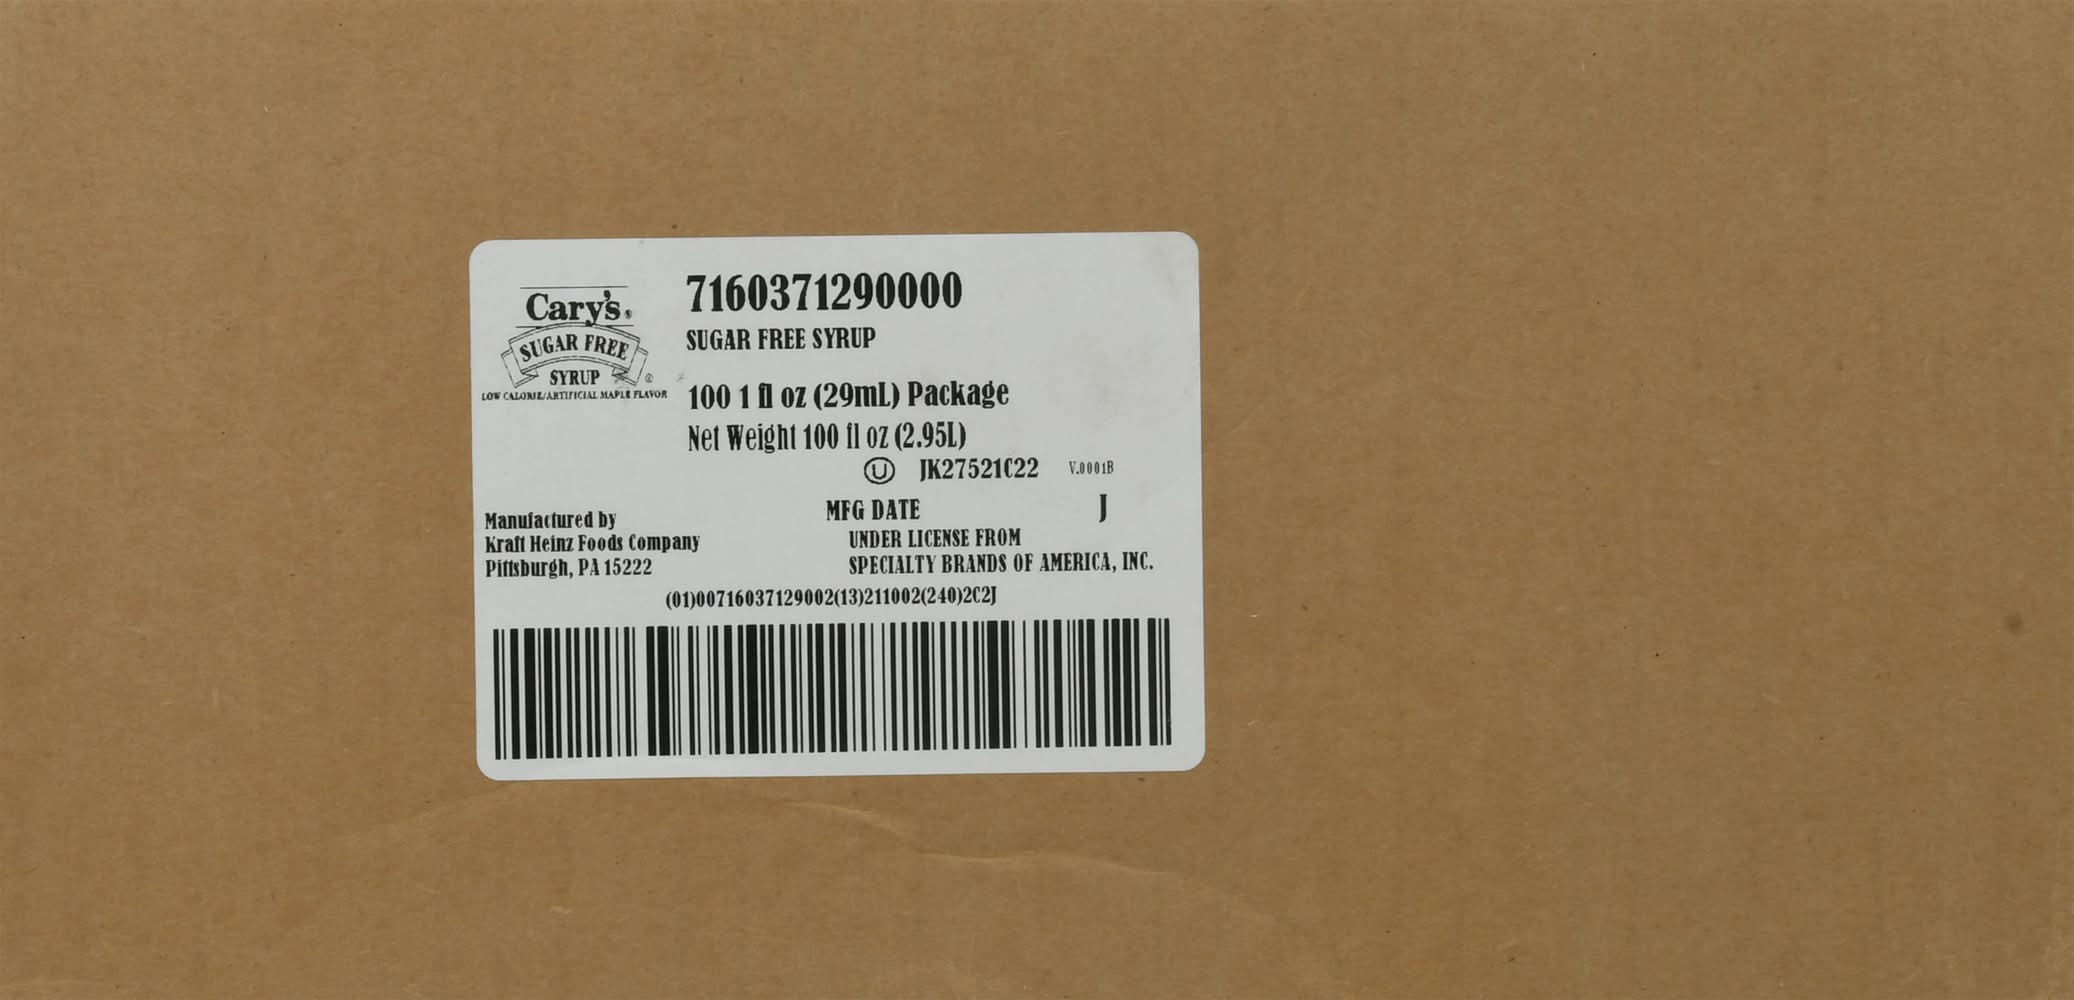 Cary's®
SUGAR FREE
SYRUP ®
LOW CALORIE/ARTIFICIAL MAPLE FLAVOR
7160371290000
SUGAR FREE SYRUP
100 1 fl oz (29mL) Package
Net Weight 100 fl oz (2.95L)
U JK27521C22 V.0001B
MFG DATE J
Manufactured by
Kraft Heinz Foods Company
Pittsburgh, PA 15222
UNDER LICENSE FROM
SPECIALTY BRANDS OF AMERICA, INC.
(01)00716037129002(13)211002(240)2C2J